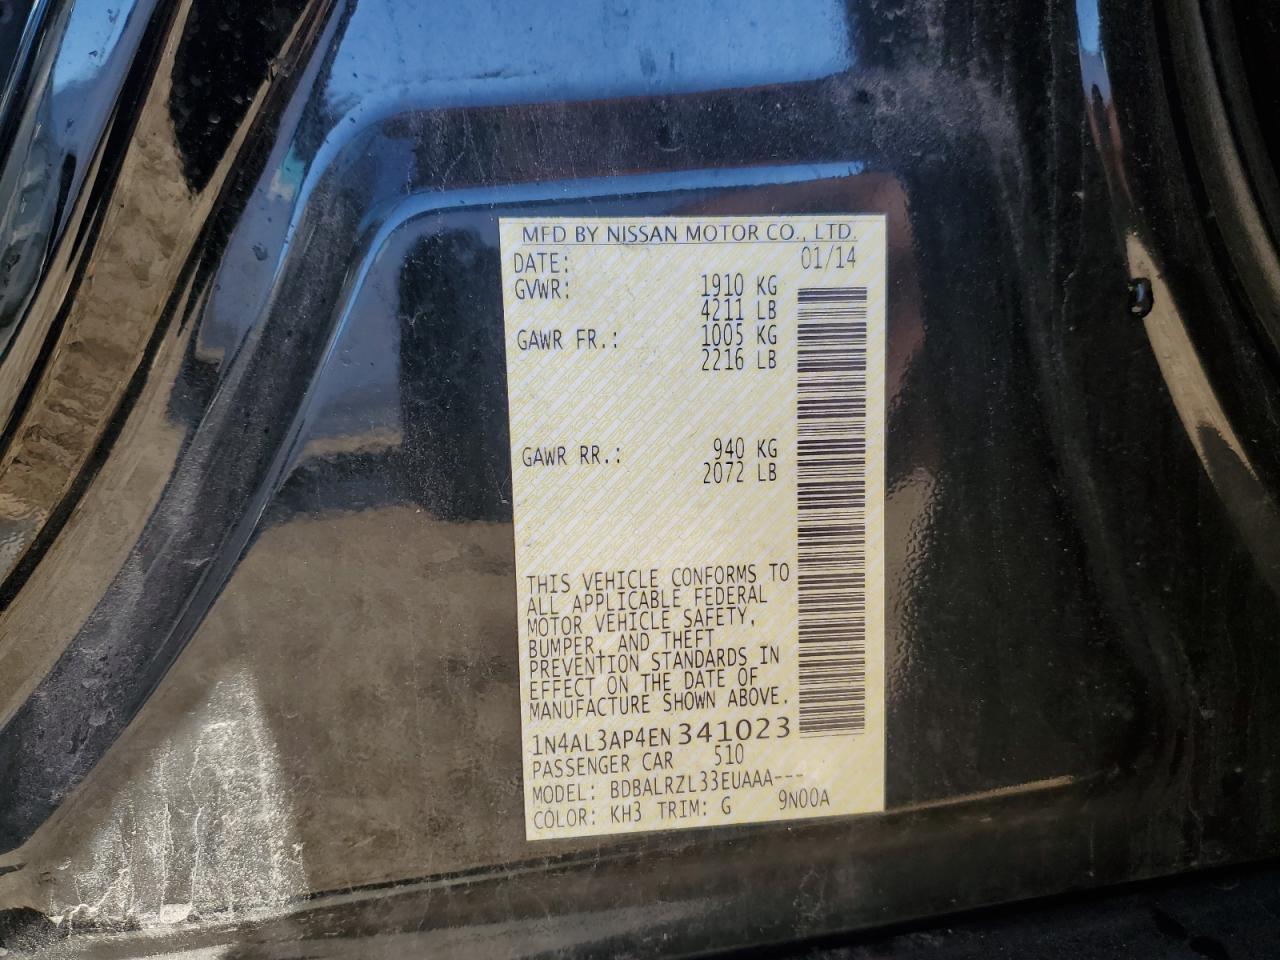 MFD BY NISSAN MOTOR CO., LTD.
DATE: 01/14
GVWR: 1910 KG
4211 LB
GAWR FR.: 1005 KG
2216 LB
GAWR RR.: 940 KG
2072 LB
THIS VEHICLE CONFORMS TO
ALL APPLICABLE FEDERAL
MOTOR VEHICLE SAFETY,
BUMPER, AND THEFT
PREVENTION STANDARDS IN
EFFECT ON THE DATE OF
MANUFACTURE SHOWN ABOVE.
1N4AL3AP4EN341023
PASSENGER CAR 510
MODEL: BDBALRZL33EUAAA---
COLOR: KH3 TRIM: G 9N00A